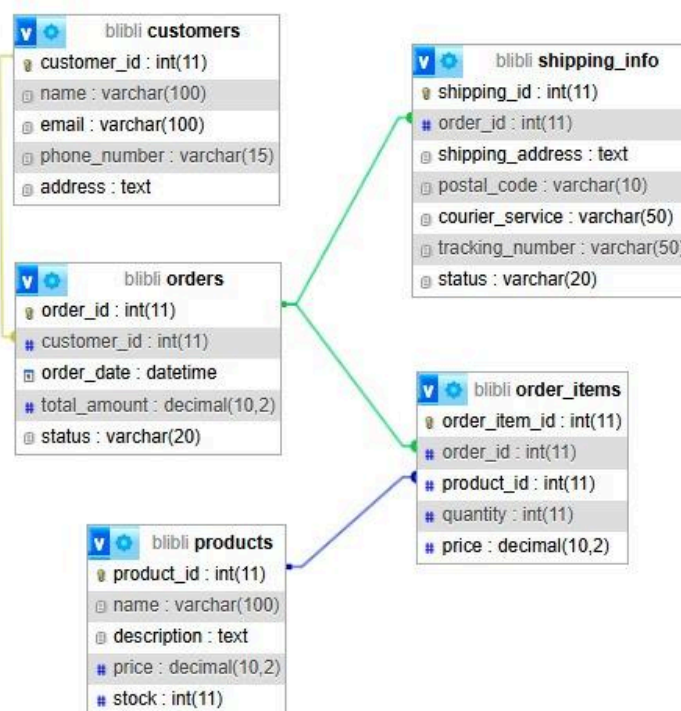 blibli customers
customer_id : int(11)
name : varchar(100)
email : varchar(100)
phone_number : varchar(15)
address : text
blibli shipping_info
shipping_id : int(11)
order_id : int(11)
shipping_address : text
postal_code : varchar(10)
courier_service : varchar(50)
tracking_number : varchar(50)
status : varchar(20)
blibli orders
order_id : int(11)
customer_id : int(11)
order_date : datetime
total_amount : decimal(10,2)
status : varchar(20)
blibli order_items
order_item_id : int(11)
order_id : int(11)
product_id : int(11)
quantity : int(11)
price : decimal(10,2)
blibli products
product_id : int(11)
name : varchar(100)
description : text
price : decimal(10,2)
stock : int(11)